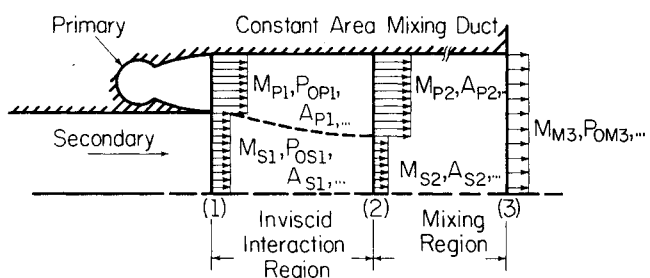 Constant Area Mixing Duct
Primary
Secondary
M_P1, P_OP1,
A_P1,...
M_S1, P_OS1,
A_S1,...
M_P2, A_P2,..
M_S2, A_S2,...
M_M3, P_OM3,...
(1)
(2)
(3)
Inviscid
Interaction
Region
Mixing
Region